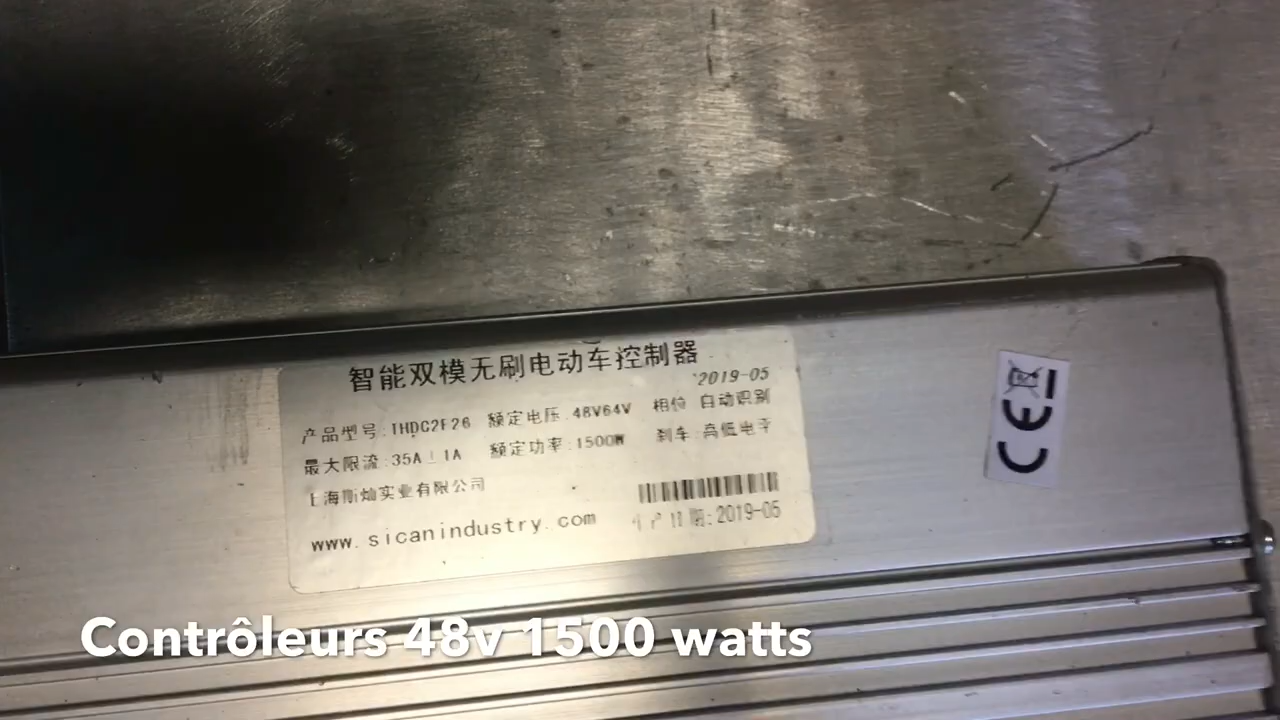 智能双模无刷电动车控制器
2019-05
产品型号:THDC2F26 额定电压:48V64V 相位 自动识别
最大限流:35A±1A 额定功率:1500W 刹车:高低电平
上海斯灿实业有限公司
www.sicanindustry.com
生产日期:2019-05
CE
Contrôleurs 48v 1500 watts